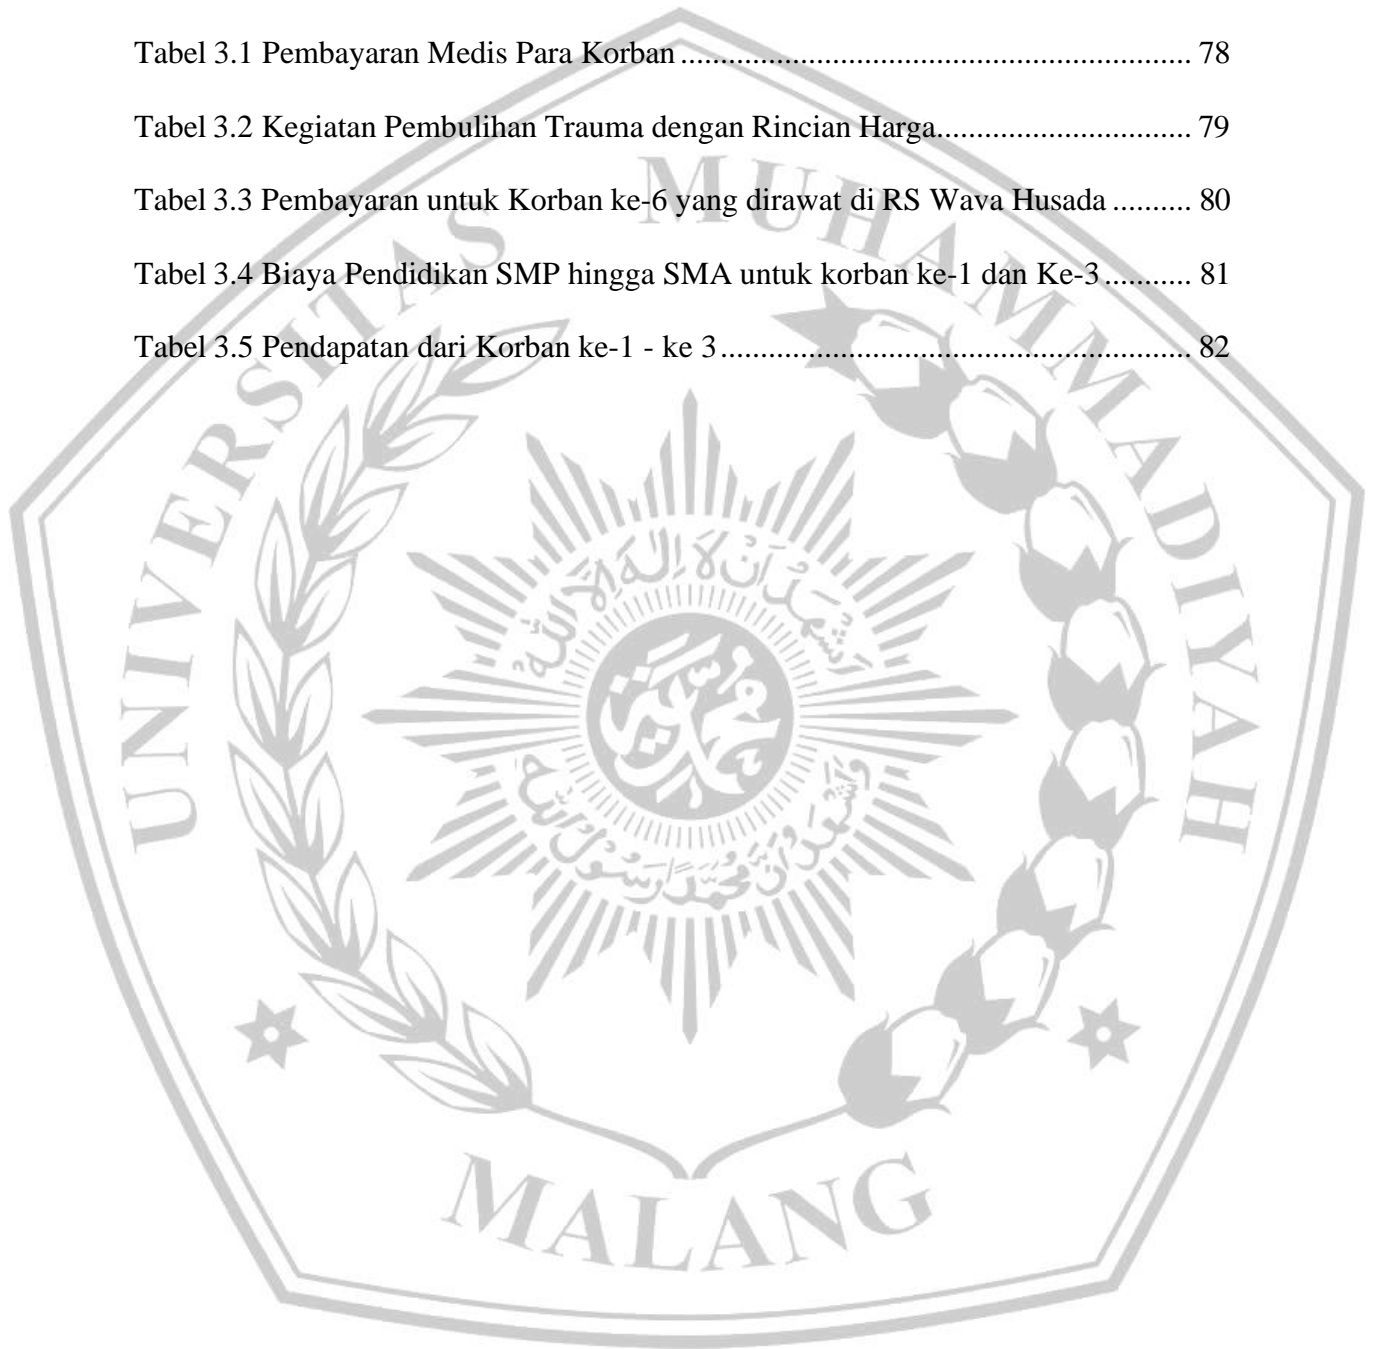 Tabel 3.1 Pembayaran Medis Para Korban ................................................................ 78
Tabel 3.2 Kegiatan Pembulihan Trauma dengan Rincian Harga................................ 79
Tabel 3.3 Pembayaran untuk Korban ke-6 yang dirawat di RS Wava Husada .......... 80
Tabel 3.4 Biaya Pendidikan SMP hingga SMA untuk korban ke-1 dan Ke-3 ........... 81
Tabel 3.5 Pendapatan dari Korban ke-1 - ke 3 ........................................................... 82
UNIVERSITAS MUHAMMADIYAH
MALANG